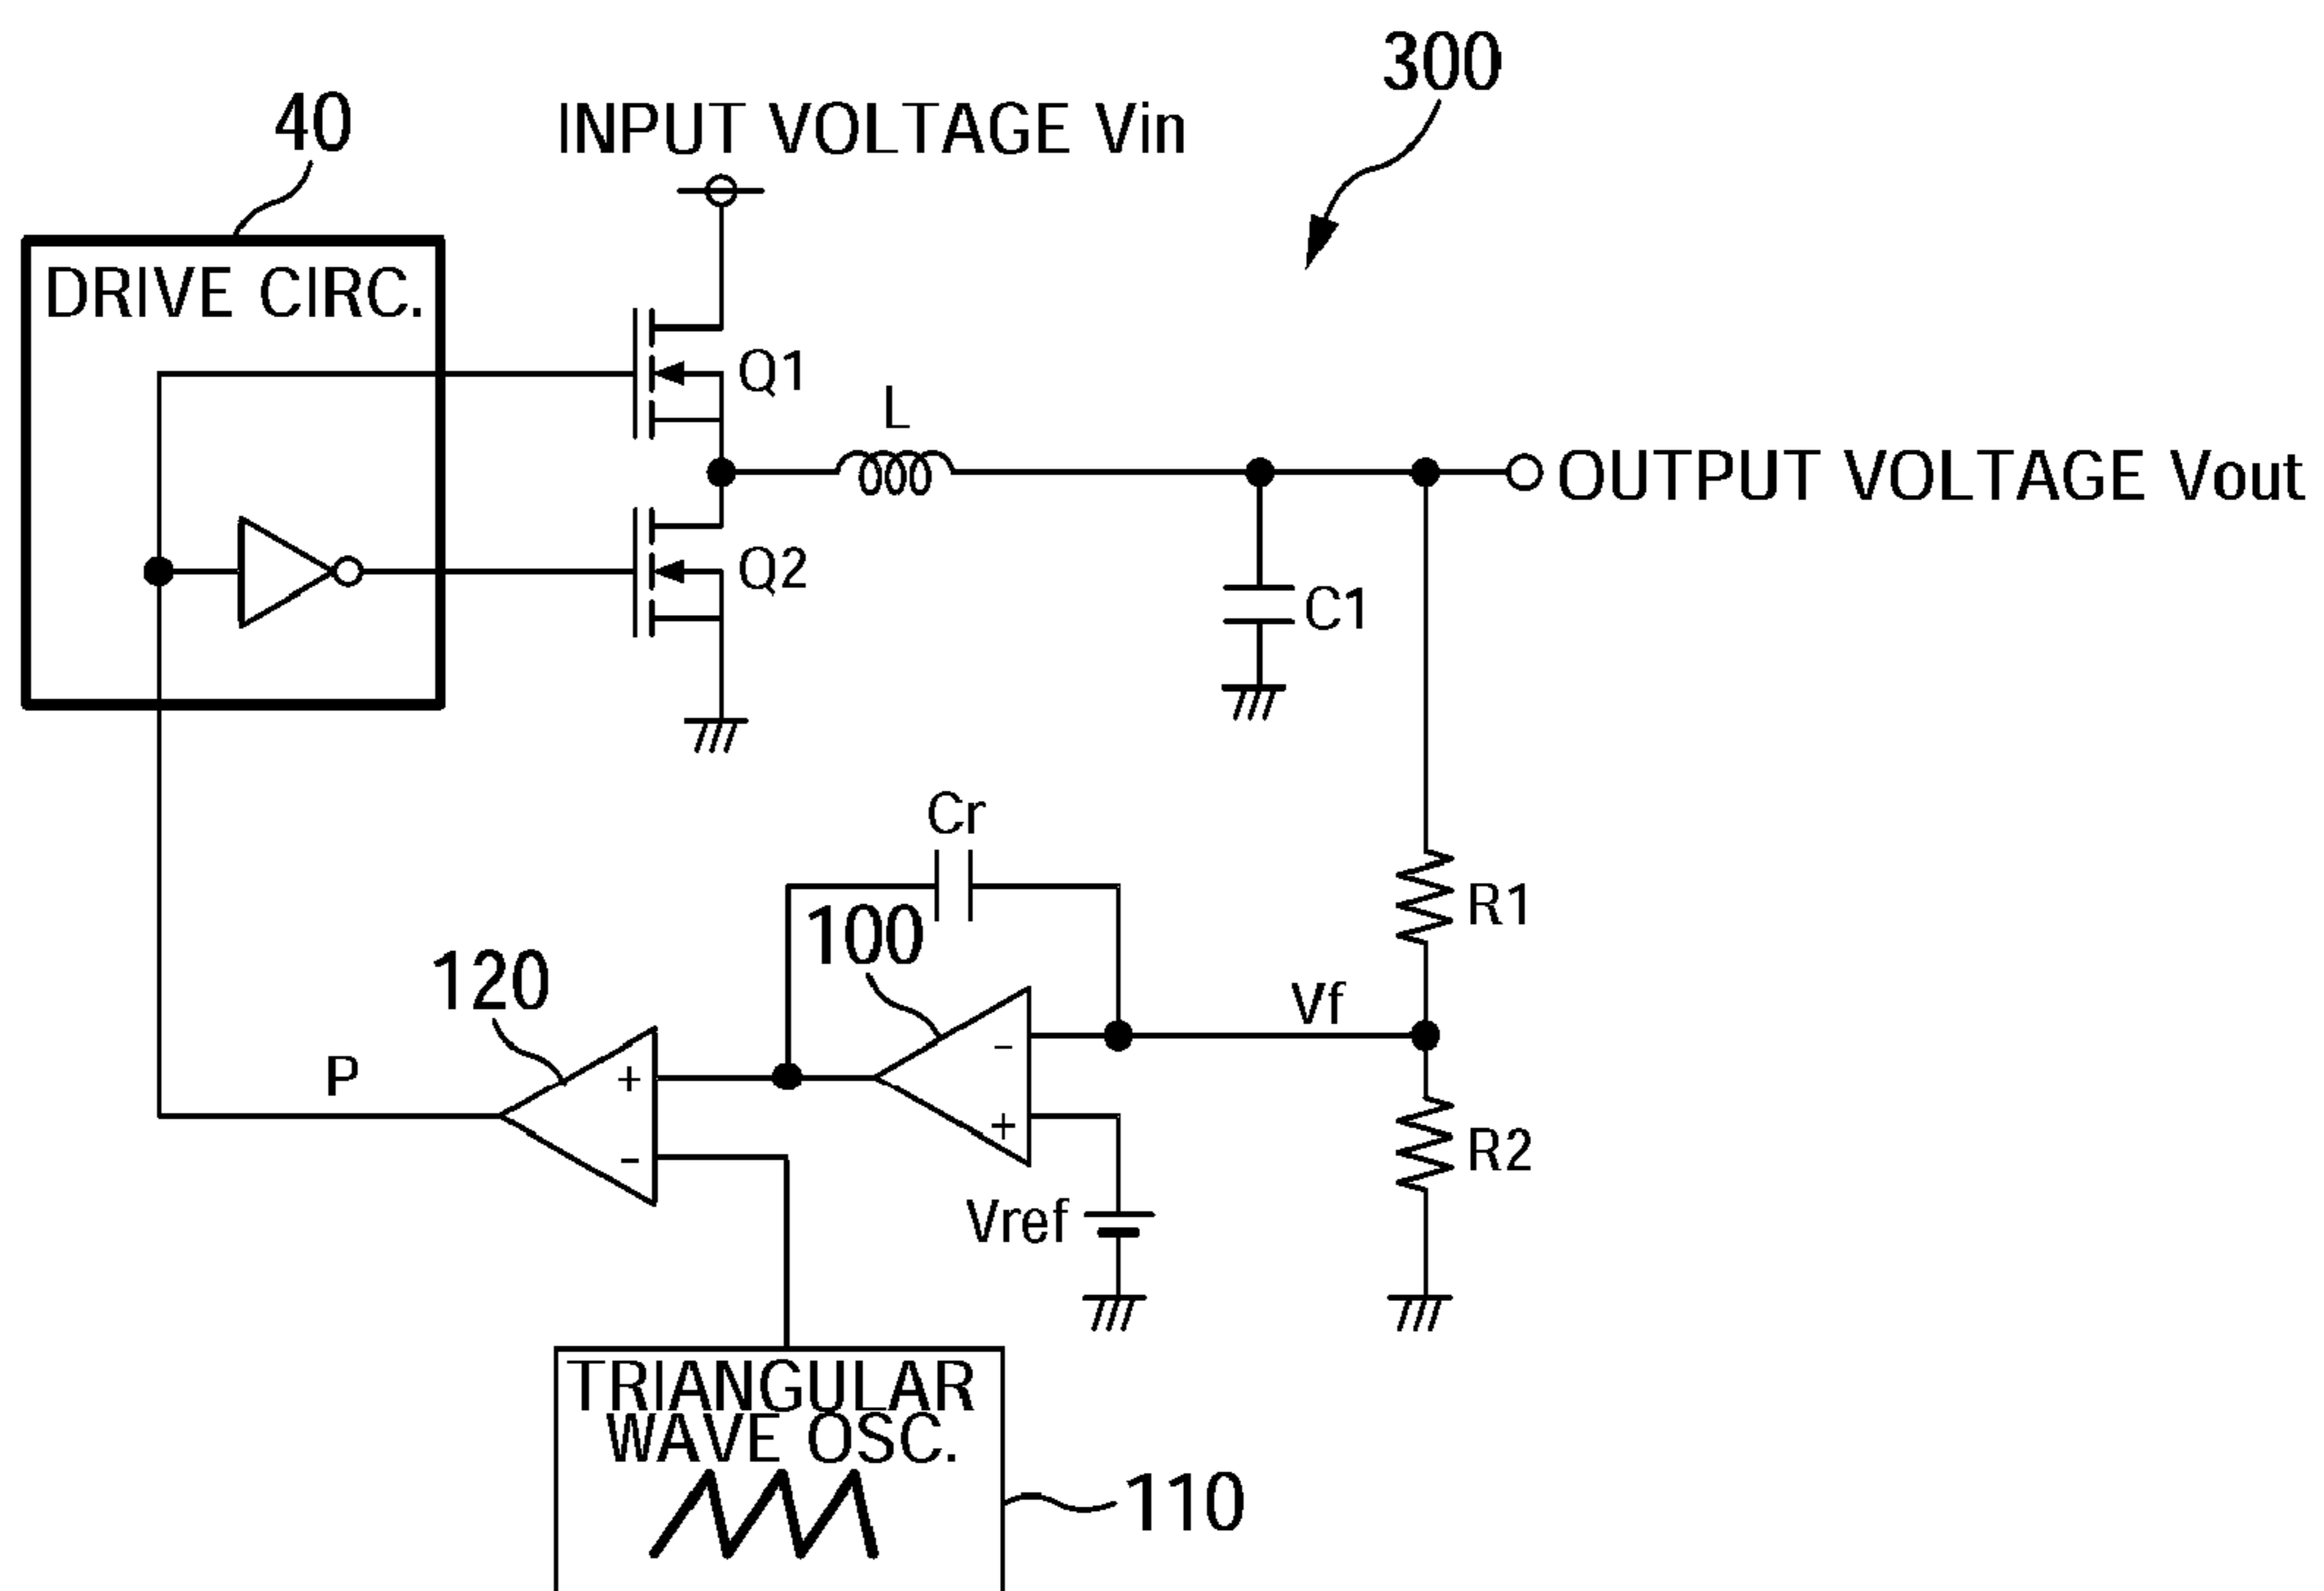 300
40
INPUT VOLTAGE Vin
DRIVE CIRC.
Q1
L
OUTPUT VOLTAGE Vout
Q2
C1
Cr
R1
100
120
Vf
-
+
P
+
-
R2
Vref
TRIANGULAR
WAVE OSC.
110